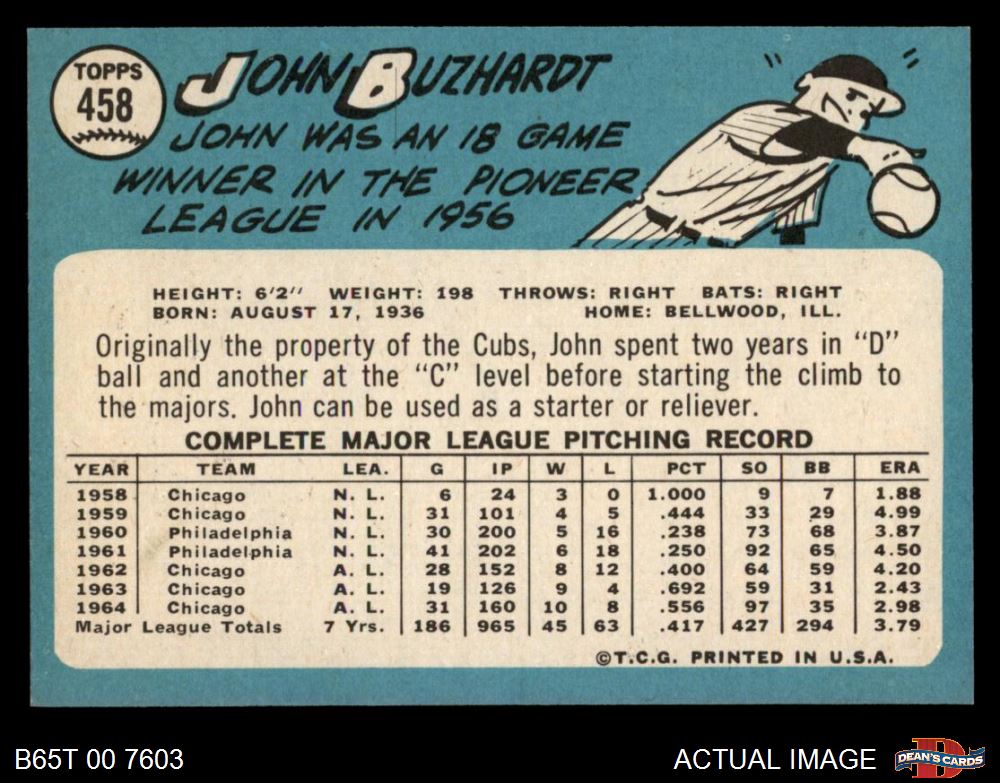 TOPPS
458
JOHN BUZHARDT
JOHN WAS AN 18 GAME
WINNER IN THE PIONEER
LEAGUE IN 1956
HEIGHT: 6'2" WEIGHT: 198 THROWS: RIGHT BATS: RIGHT
BORN: AUGUST 17, 1936 HOME: BELLWOOD, ILL.
Originally the property of the Cubs, John spent two years in "D"
ball and another at the "C" level before starting the climb to
the majors. John can be used as a starter or reliever.
COMPLETE MAJOR LEAGUE PITCHING RECORD
YEAR TEAM LEA. G IP W L PCT SO BB ERA
1958 Chicago N. L. 6 24 3 0 1.000 9 7 1.88
1959 Chicago N. L. 31 101 4 5 .444 33 29 4.99
1960 Philadelphia N. L. 30 200 5 16 .238 73 68 3.87
1961 Philadelphia N. L. 41 202 6 18 .250 92 65 4.50
1962 Chicago A. L. 28 152 8 12 .400 64 59 4.20
1963 Chicago A. L. 19 126 9 4 .692 59 31 2.43
1964 Chicago A. L. 31 160 10 8 .556 97 35 2.98
Major League Totals 7 Yrs. 186 965 45 63 .417 427 294 3.79
©T.C.G. PRINTED IN U.S.A.
B65T 00 7603 ACTUAL IMAGE D DEAN'S CARDS